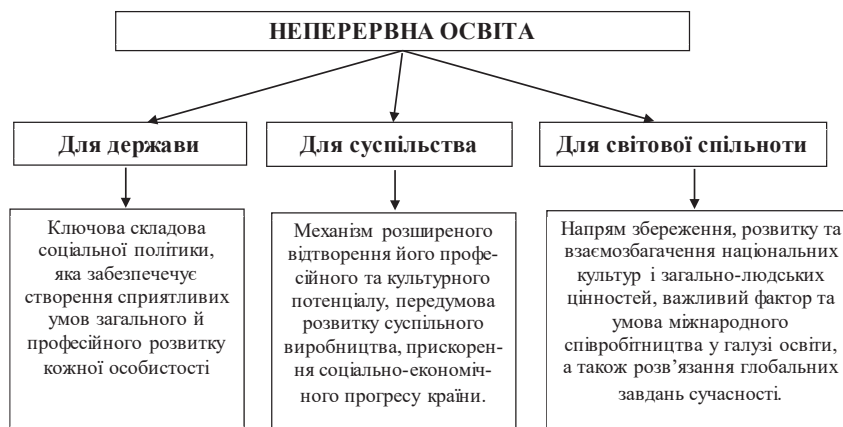 НЕПЕРЕРВНА ОСВІТА
Для держави
Для суспільства
Для світової спільноти
Ключова складова
соціальної політики,
яка забезпечечує
створення сприятливих
умов загального й
професійного розвитку
кожної особистості
Механізм розширеного
відтворення його профе-
сійного та культурного
потенціалу, передумова
розвитку суспільного
виробництва, прискорен-
ня соціально-економіч-
ного прогресу країни.
Напрям збереження, розвитку та
взаємозбагачення національних
культур і загально-людських
цінностей, важливий фактор та
умова міжнародного
співробітництва у галузі освіти,
а також розв’язання глобальних
завдань сучасності.